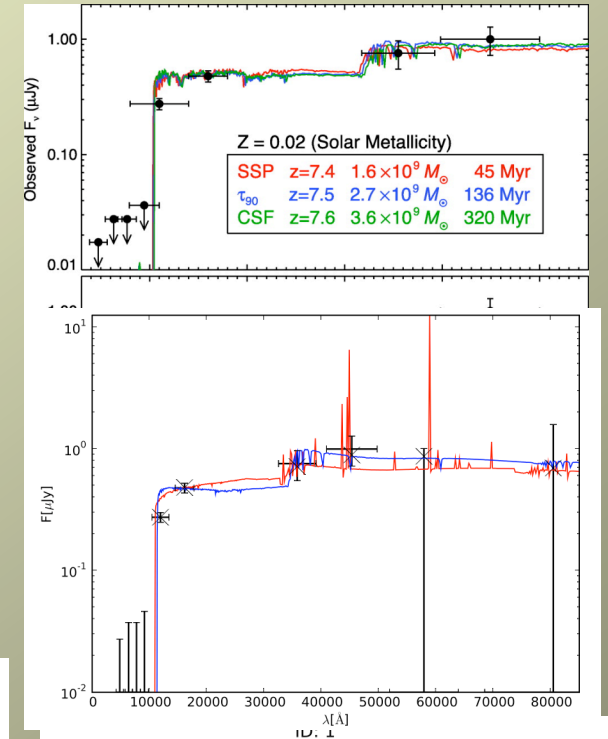 1.00
0.10
0.01
Observed Fν (μJy)
Z = 0.02 (Solar Metallicity)
SSP z=7.4 1.6×10⁹ M⊙ 45 Myr
τ₉₀ z=7.5 2.7×10⁹ M⊙ 136 Myr
CSF z=7.6 3.6×10⁹ M⊙ 320 Myr
10¹
10⁰
10⁻¹
10⁻²
F[μJy]
0 10000 20000 30000 40000 50000 60000 70000 80000
λ[Å]
ID: 1